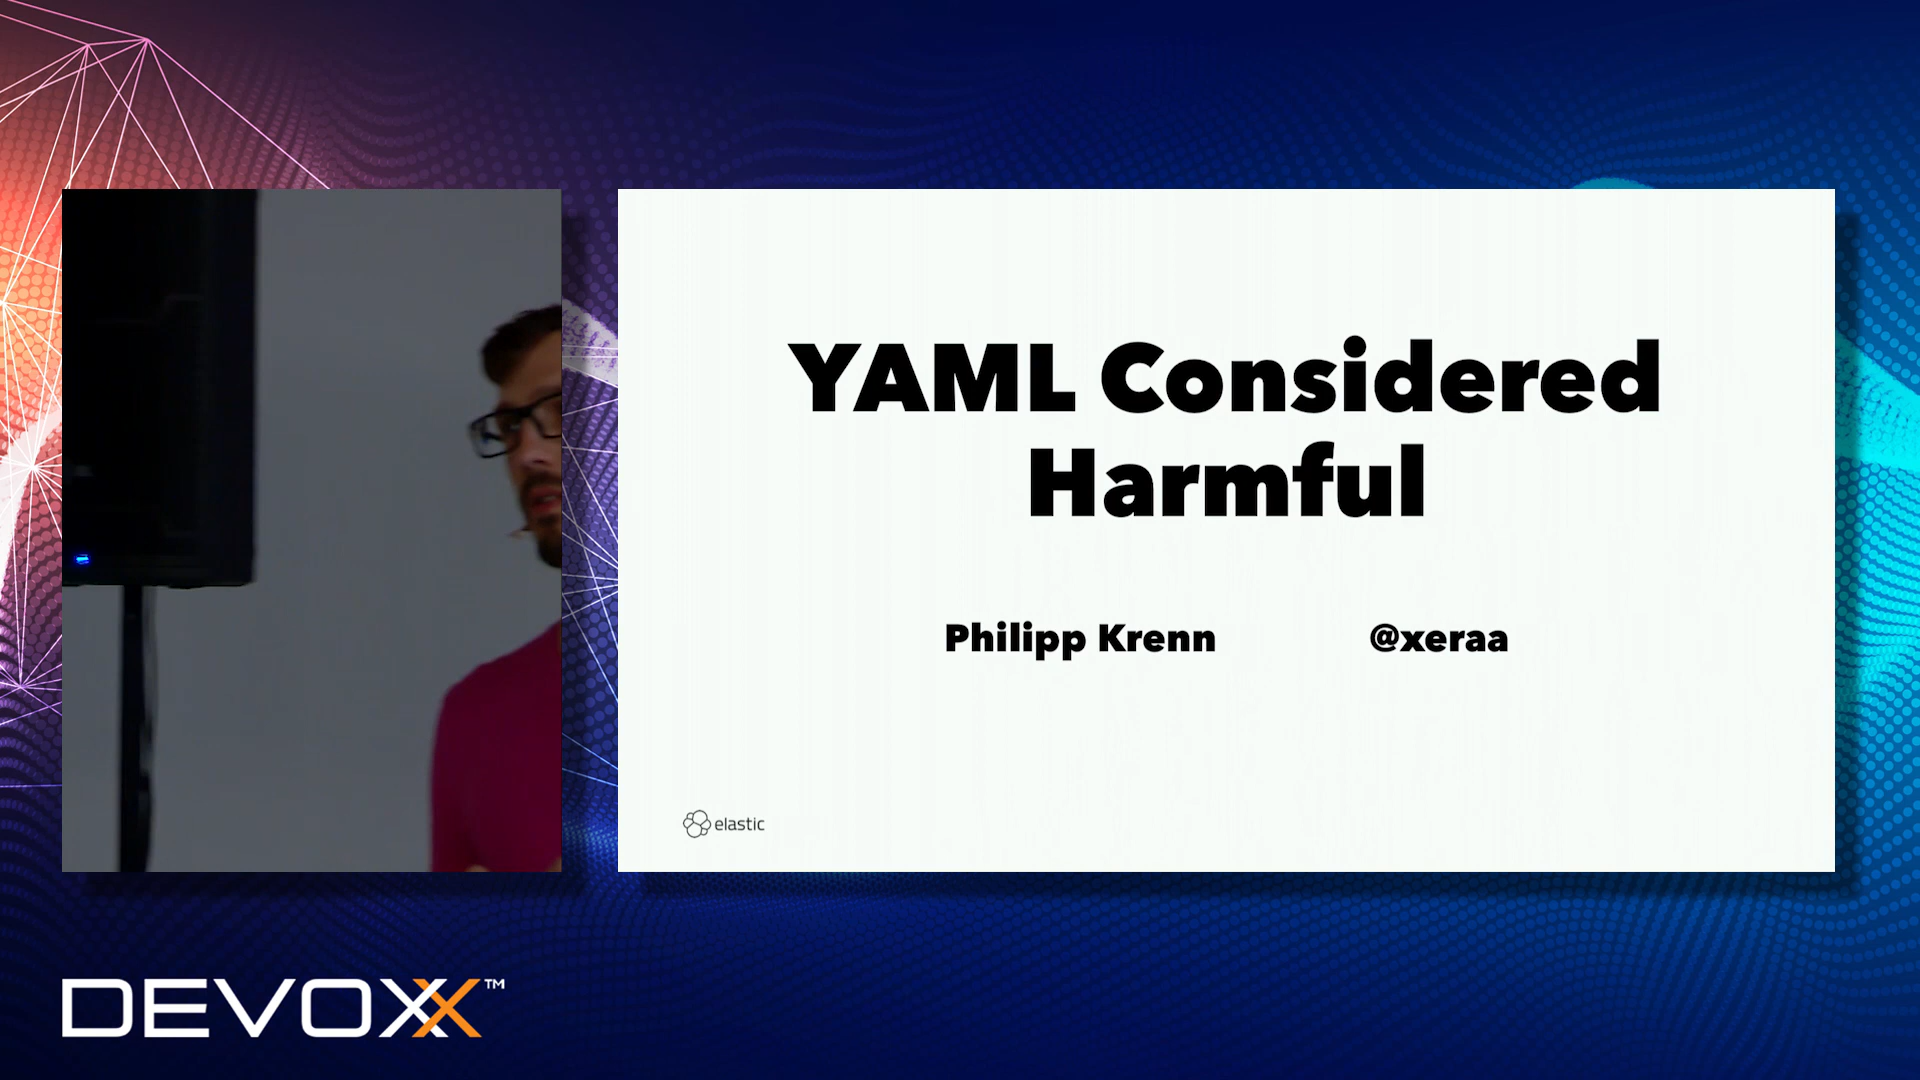 YAML Considered
Harmful
Philipp Krenn @xeraa
elastic
DEVOXX™